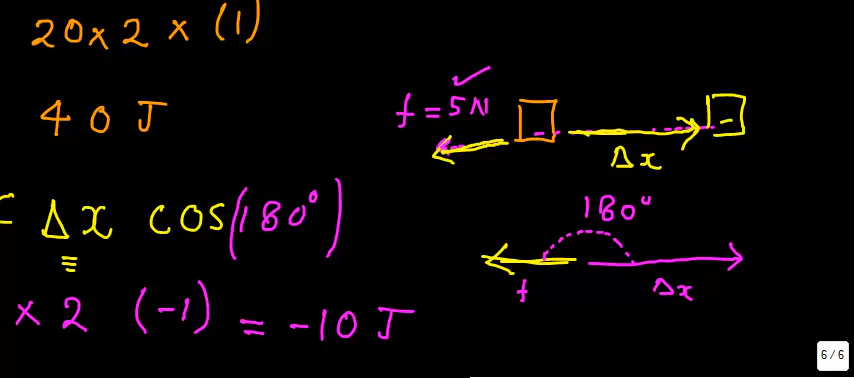 20 x 2 x (1)
40 J
f = 5N
Δx
Δx cos(180°)
180°
f
Δx
x 2 (-1) = -10 J
6/6